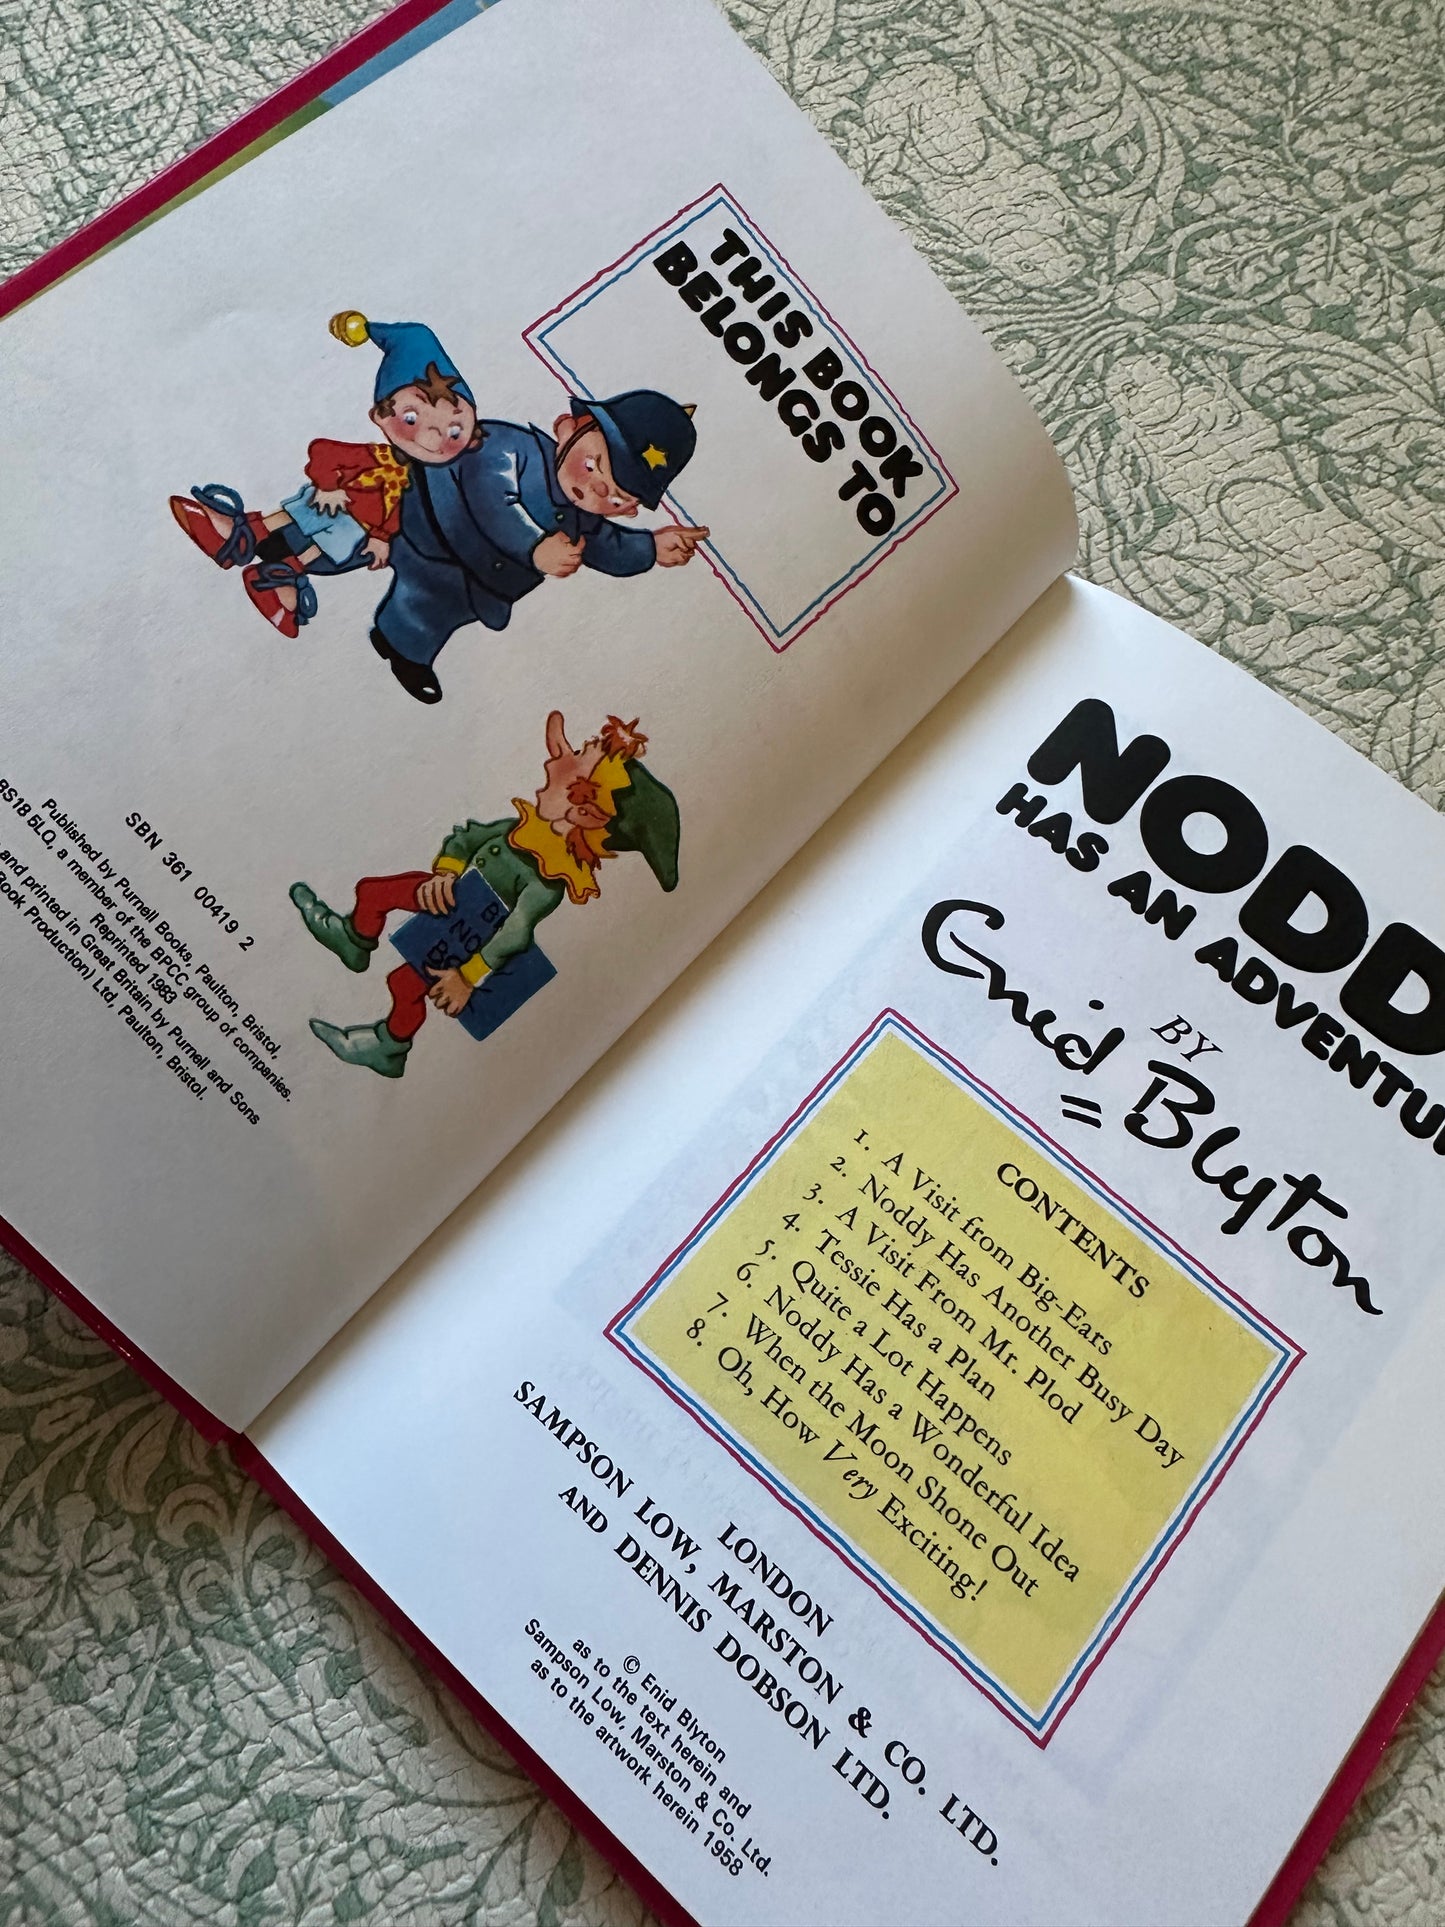 THIS BOOK
BELONGS TO
SBN 361 00419 2
Published by Purnell Books, Paulton, Bristol,
BS18 5LQ, a member of the BPCC group of companies.
Reprinted 1983
and printed in Great Britain by Purnell and Sons
Book Production) Ltd, Paulton, Bristol.
NODD
HAS AN ADVENTU
BY
Enid Blyton
CONTENTS
1. A Visit from Big-Ears
2. Noddy Has Another Busy Day
3. A Visit From Mr. Plod
4. Tessie Has a Plan
5. Quite a Lot Happens
6. Noddy Has a Wonderful Idea
7. When the Moon Shone Out
8. Oh, How Very Exciting!
LONDON
SAMPSON LOW, MARSTON & CO. LTD.
AND DENNIS DOBSON LTD.
© Enid Blyton
as to the text herein and
Sampson Low, Marston & Co. Ltd.
as to the artwork herein 1958